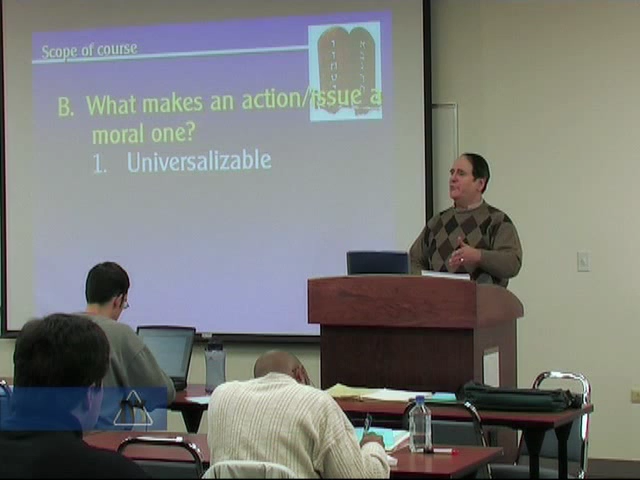 Scope of course
B. What makes an action/issue a
moral one?
1. Universalizable